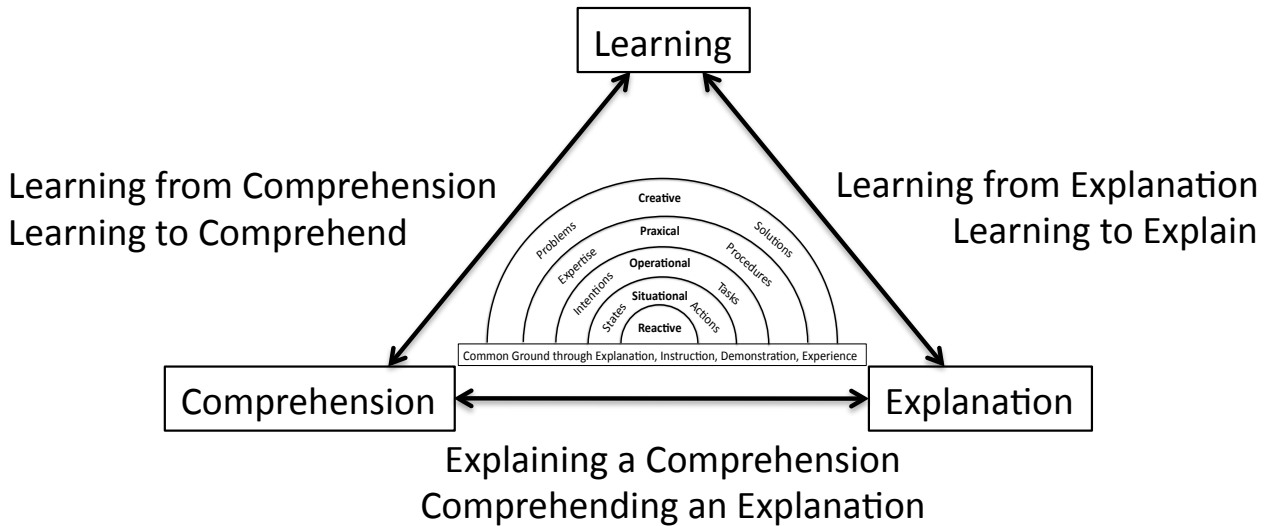 Learning
Learning from Comprehension
Learning to Comprehend
Learning from Explanation
Learning to Explain
Creative
Problems
Solutions
Praxical
Expertise
Procedures
Operational
Intentions
Tasks
Situational
States
Actions
Reactive
Common Ground through Explanation, Instruction, Demonstration, Experience
Comprehension
Explanation
Explaining a Comprehension
Comprehending an Explanation